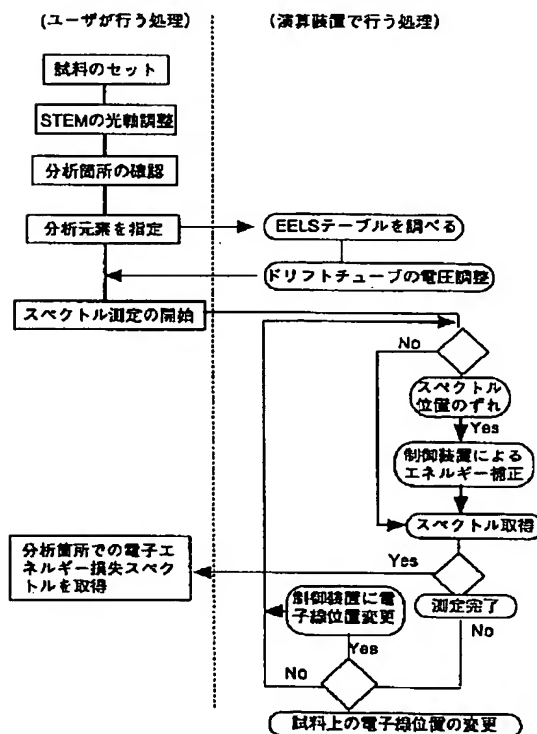 (ユーザが行う処理)
(演算装置で行う処理)
試料のセット
STEMの光軸調整
分析箇所の確認
分析元素を指定
EELSテーブルを調べる
ドリフトチューブの電圧調整
スペクトル測定の開始
No
スペクトル
位置のずれ
Yes
制御装置による
エネルギー補正
スペクトル取得
分析箇所での電子エ
ネルギー損失スペク
トルを取得
Yes
測定完了
No
制御装置に電
子線位置変更
Yes
No
試料上の電子線位置の変更